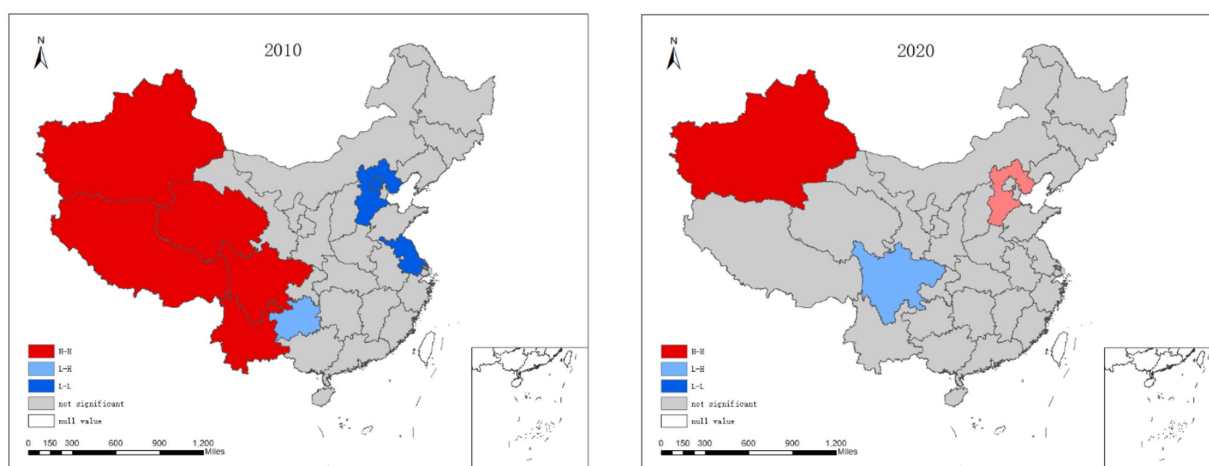 N
2010
H-H
L-H
L-L
not significant
null value
0 150 300 600 900 1,200
Miles
N
2020
H-H
L-H
L-L
not significant
null value
0 150 300 600 900 1,200
Miles